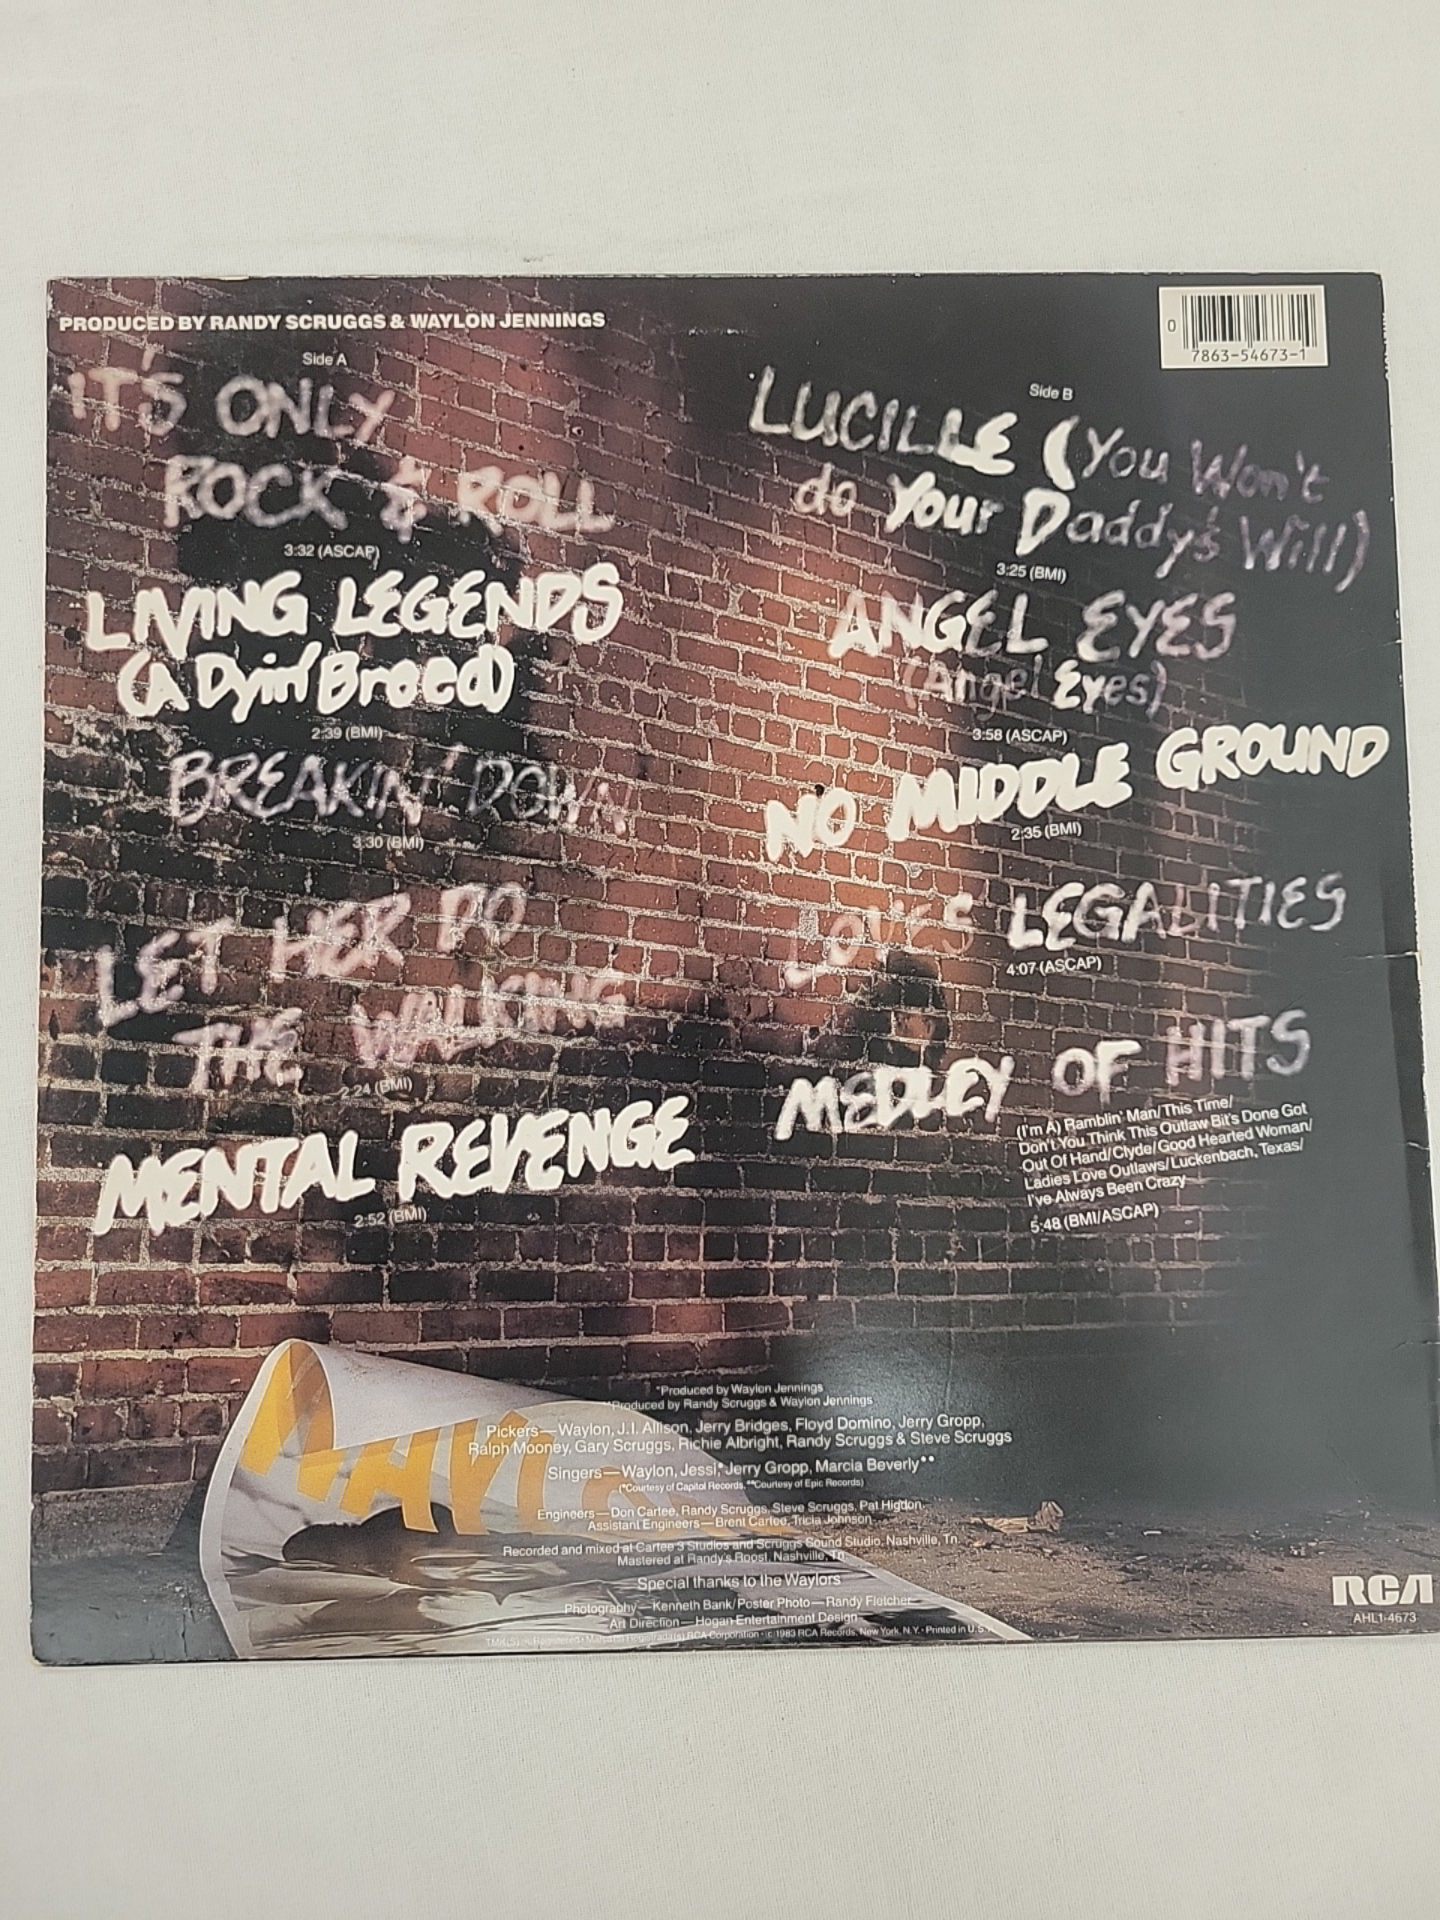 PRODUCED BY RANDY SCRUGGS & WAYLON JENNINGS
Side A
IT'S ONLY
ROCK & ROLL
3:32 (ASCAP)
LIVING LEGENDS
(A Dyin' Breed)
2:39 (BMI)
BREAKIN' DOWN
3:30 (BMI)
LET HER DO
THE WALKING
2:24 (BMI)
MENTAL REVENGE
2:52 (BMI)
0
7863-54673-1
Side B
LUCILLE (You Won't
do Your Daddy's Will)
3:25 (BMI)
ANGEL EYES
(Angel Eyes)
3:58 (ASCAP)
NO MIDDLE GROUND
2:35 (BMI)
LOVES LEGALITIES
4:07 (ASCAP)
MEDLEY OF HITS
(I'm A) Ramblin' Man/This Time/
Don't You Think This Outlaw Bit's Done Got
Out Of Hand/Clyde/Good Hearted Woman/
Ladies Love Outlaws/Luckenbach, Texas/
I've Always Been Crazy
5:48 (BMI/ASCAP)
WAYL
*Produced by Waylon Jennings
**Produced by Randy Scruggs & Waylon Jennings
Pickers—Waylon, J.I. Allison, Jerry Bridges, Floyd Domino, Jerry Gropp,
Ralph Mooney, Gary Scruggs, Richie Albright, Randy Scruggs & Steve Scruggs
Singers—Waylon, Jessi,* Jerry Gropp, Marcia Beverly**
(*Courtesy of Capitol Records, **Courtesy of Epic Records)
Engineers—Don Cartee, Randy Scruggs, Steve Scruggs, Pat Higdon
Assistant Engineers—Brent Cartee, Tricia Johnson
Recorded and mixed at Cartee 3 Studios and Scruggs Sound Studio, Nashville, Tn.
Mastered at Randy's Roost, Nashville, Tn
Special thanks to the Waylors
Photography—Kenneth Bank/Poster Photo—Randy Fletcher
Art Direction—Hogan Entertainment Design
TMK(S) ® Registered • Marca(s) Registrada(s) RCA Corporation • © 1983 RCA Records, New York, N.Y. • Printed in U.S.
RCA
AHL1-4673